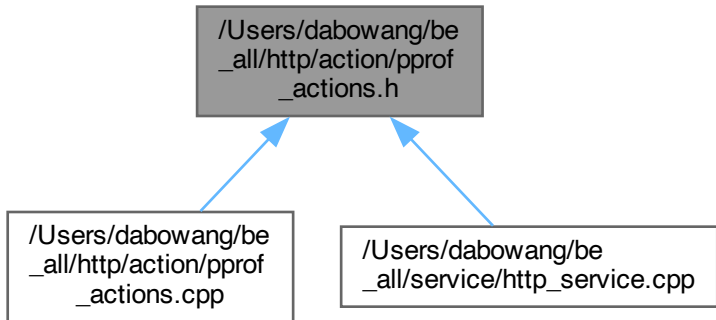 /Users/dabowang/be
_all/http/action/pprof
_actions.h
/Users/dabowang/be
_all/http/action/pprof
_actions.cpp
/Users/dabowang/be
_all/service/http_service.cpp